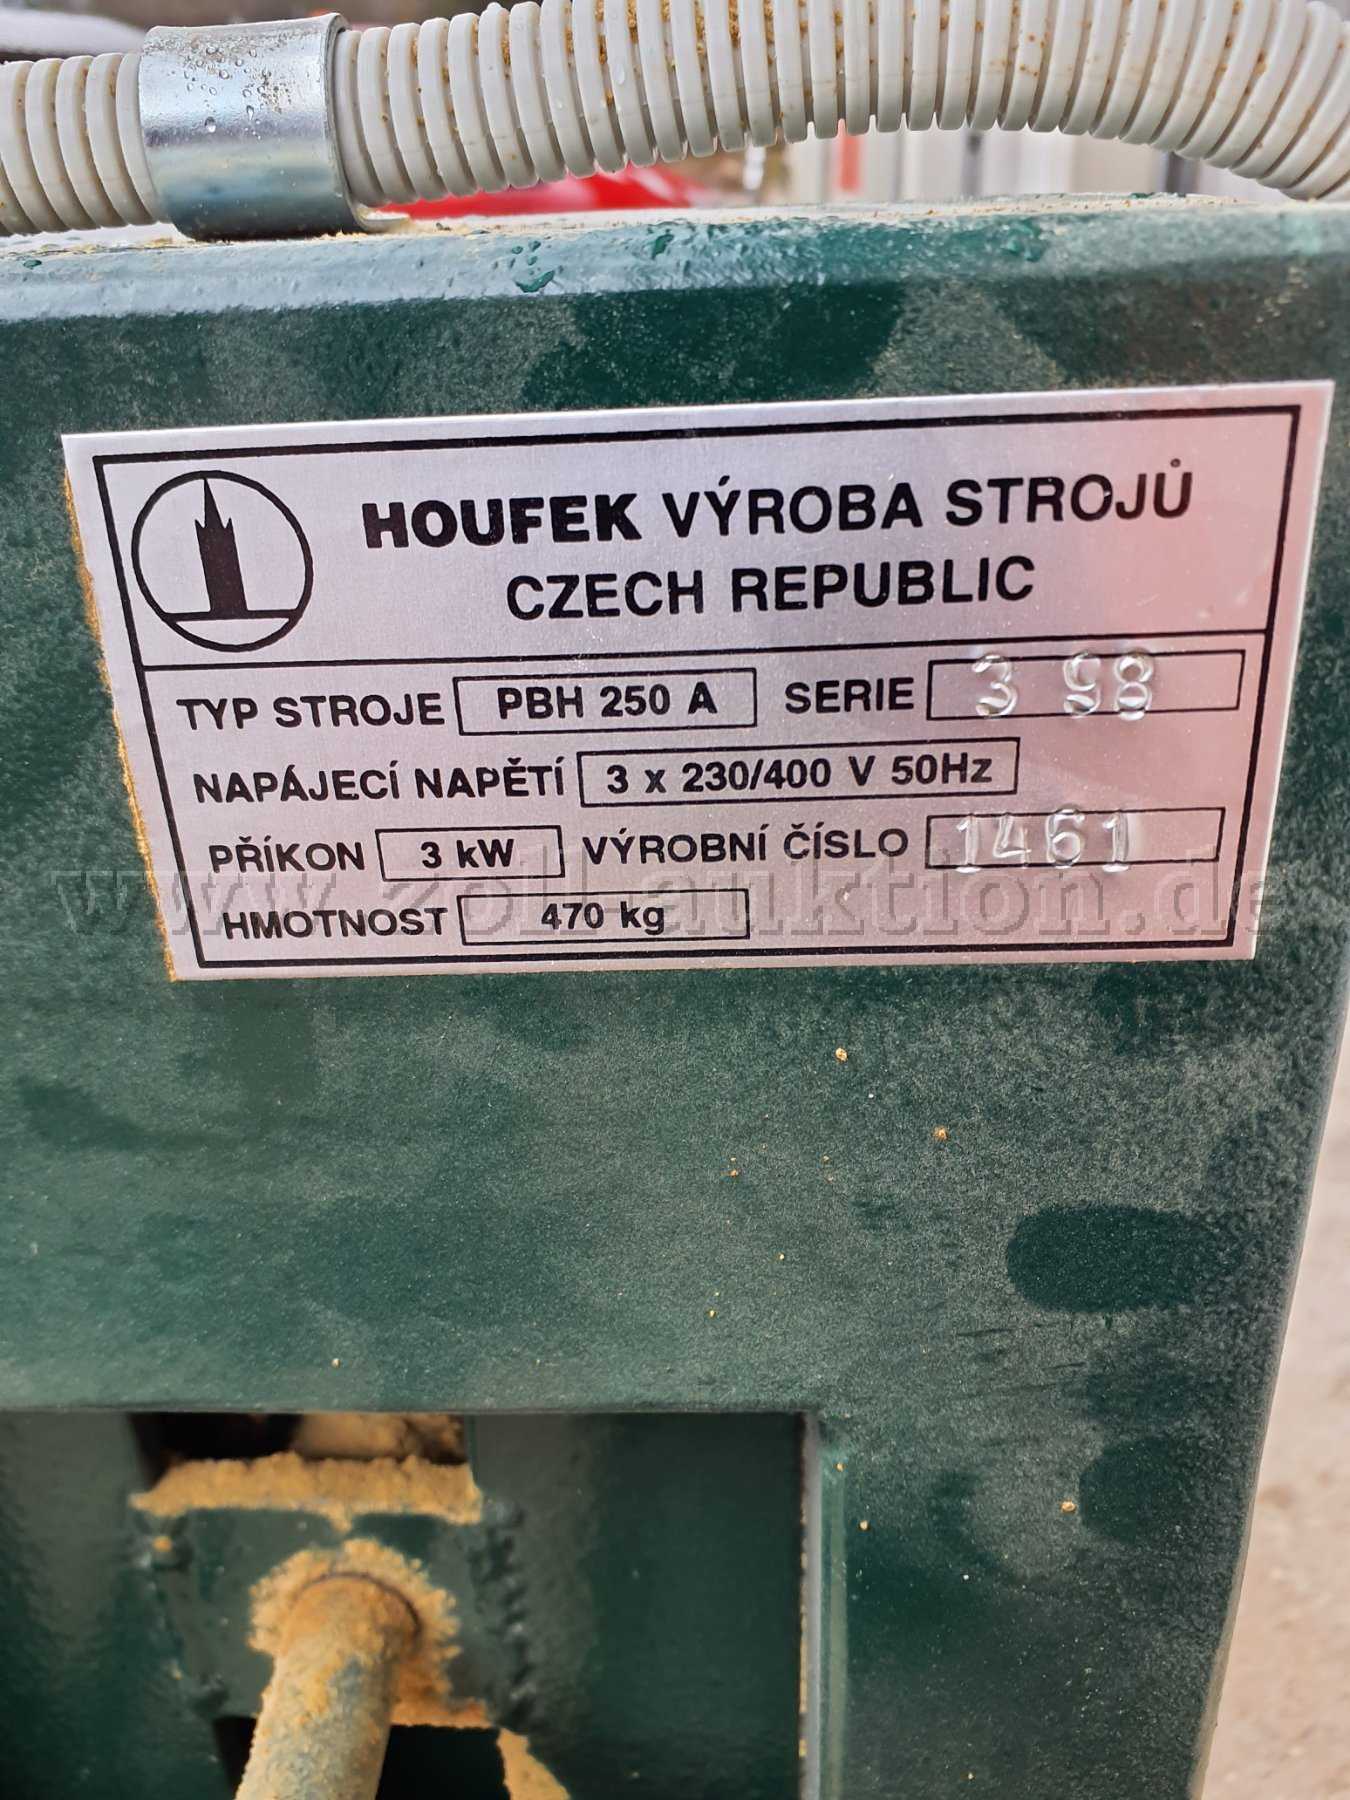 HOUFEK VÝROBA STROJŮ
CZECH REPUBLIC
TYP STROJE PBH 250 A SERIE 3 98
NAPÁJECÍ NAPĚTÍ 3 x 230/400 V 50Hz
PŘÍKON 3 kW VÝROBNÍ ČÍSLO 1461
www.zoll-auktion.de
HMOTNOST 470 kg